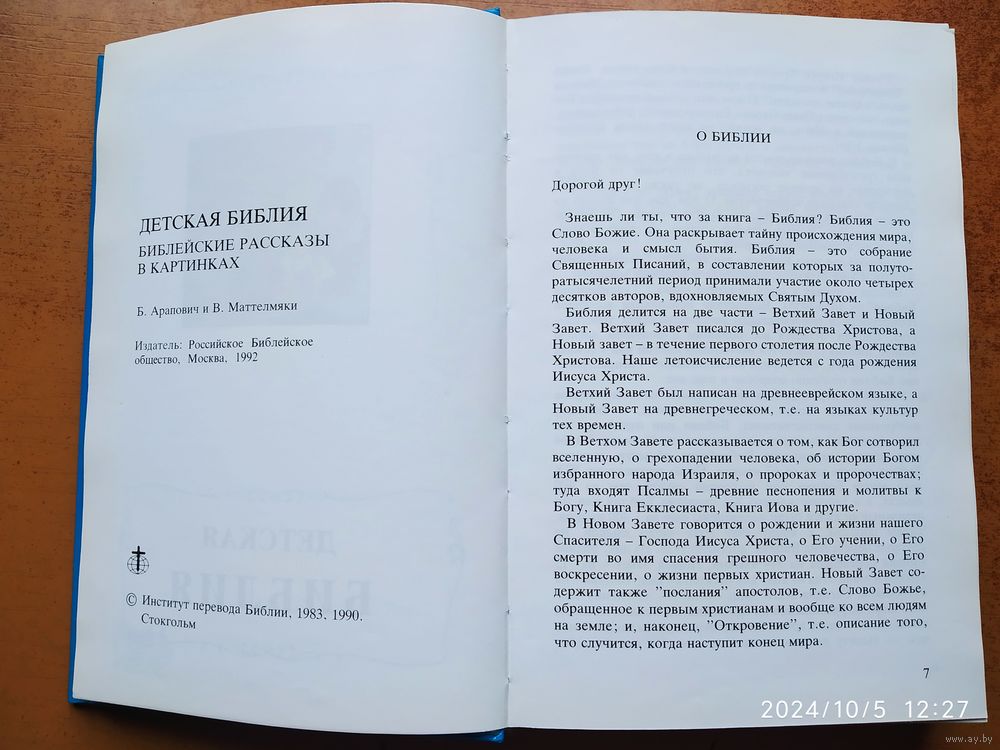 ДЕТСКАЯ БИБЛИЯ
БИБЛЕЙСКИЕ РАССКАЗЫ
В КАРТИНКАХ
Б. Арапович и В. Маттелмяки
Издатель: Российское Библейское
общество, Москва, 1992
© Институт перевода Библии, 1983, 1990.
Стокгольм
О БИБЛИИ
Дорогой друг!
Знаешь ли ты, что за книга – Библия? Библия – это
Слово Божие. Она раскрывает тайну происхождения мира,
человека и смысл бытия. Библия – это собрание
Священных Писаний, в составлении которых за полуто-
ратысячелетний период принимали участие около четырех
десятков авторов, вдохновляемых Святым Духом.
Библия делится на две части – Ветхий Завет и Новый
Завет. Ветхий Завет писался до Рождества Христова, а
Новый завет – в течение первого столетия после Рождества
Христова. Наше летоисчисление ведется с года рождения
Иисуса Христа.
Ветхий Завет был написан на древнееврейском языке, а
Новый Завет на древнегреческом, т.е. на языках культур
тех времен.
В Ветхом Завете рассказывается о том, как Бог сотворил
вселенную, о грехопадении человека, об истории Богом
избранного народа Израиля, о пророках и пророчествах;
туда входят Псалмы – древние песнопения и молитвы к
Богу, Книга Екклесиаста, Книга Иова и другие.
В Новом Завете говорится о рождении и жизни нашего
Спасителя – Господа Иисуса Христа, о Его учении, о Его
смерти во имя спасения грешного человечества, о Его
воскресении, о жизни первых христиан. Новый Завет со-
держит также "послания" апостолов, т.е. Слово Божье,
обращенное к первым христианам и вообще ко всем людям
на земле; и, наконец, "Откровение", т.е. описание того,
что случится, когда наступит конец мира.
7
2024/10/5 12:27
www.ay.by